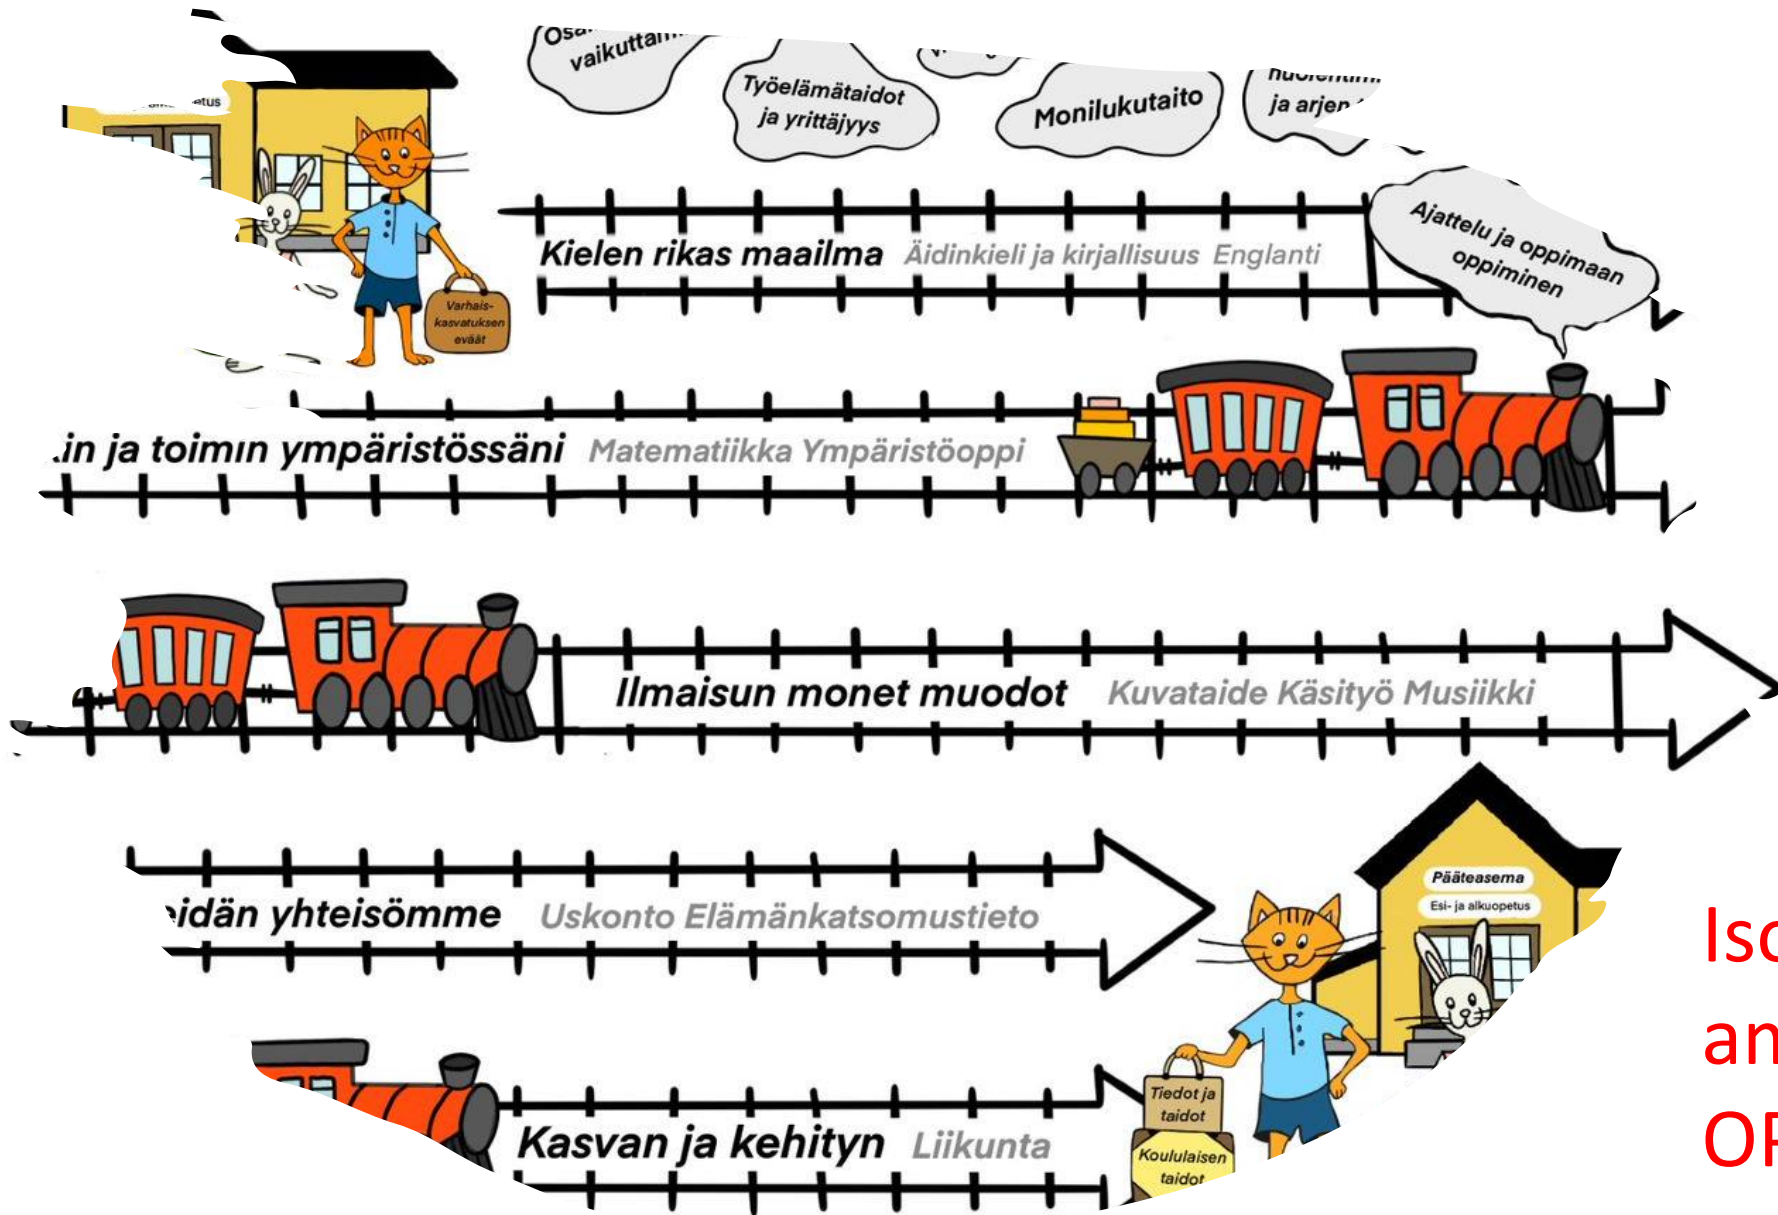 vaikuttam
Työelämätaidot
ja yrittäjyys
Monilukutaito
ja arjen
Ajattelu ja oppimaan
oppiminen
Varhais-
kasvatuksen
eväät
Kielen rikas maailma Äidinkieli ja kirjallisuus Englanti
in ja toimin ympäristössäni Matematiikka Ympäristöoppi
Ilmaisun monet muodot Kuvataide Käsityö Musiikki
eidän yhteisömme Uskonto Elämänkatsomustieto
Pääteasema
Esi- ja alkuopetus
Tiedot ja
taidot
Koululaisen
taidot
Kasvan ja kehityn Liikunta